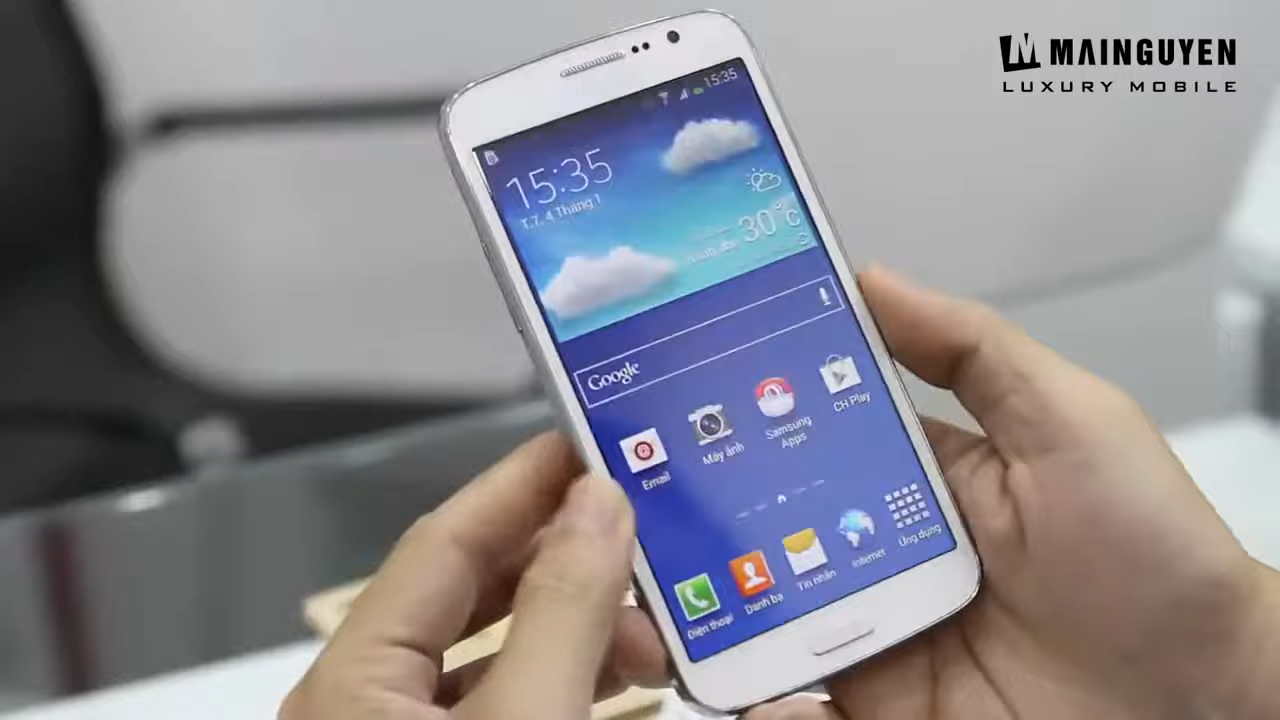 MAINGUYEN
LUXURY MOBILE
15:35
15:35
T.7, 4 Tháng 1
30°C
Google
Email
Máy ảnh
Samsung
Apps
CH Play
Điện thoại
Danh bạ
Tin nhắn
Internet
Ứng dụng